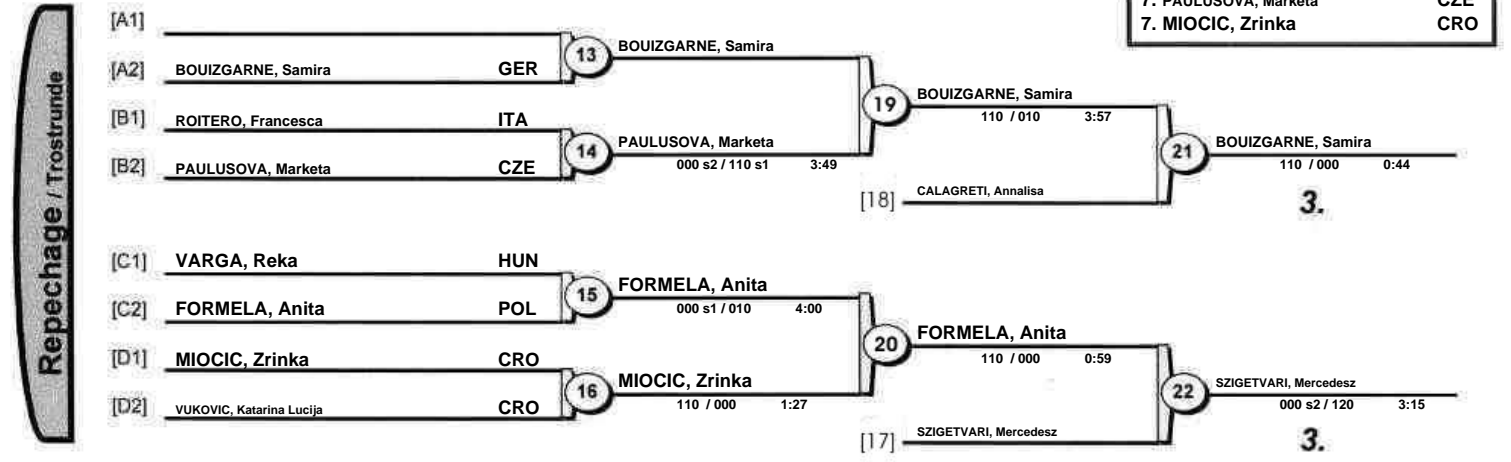 7. PAULUSOVA, Marketa CZE
7. MIOCIC, Zrinka CRO
Repechage / Trostrunde
[A1]
[A2] BOUIZGARNE, Samira GER
13 BOUIZGARNE, Samira
[B1] ROITERO, Francesca ITA
[B2] PAULUSOVA, Marketa CZE
14 PAULUSOVA, Marketa
000 s2 / 110 s1 3:49
19 BOUIZGARNE, Samira
110 / 010 3:57
[18] CALAGRETI, Annalisa
21 BOUIZGARNE, Samira
110 / 000 0:44
3.
[C1] VARGA, Reka HUN
[C2] FORMELA, Anita POL
15 FORMELA, Anita
000 s1 / 010 4:00
[D1] MIOCIC, Zrinka CRO
[D2] VUKOVIC, Katarina Lucija CRO
16 MIOCIC, Zrinka
110 / 000 1:27
20 FORMELA, Anita
110 / 000 0:59
[17] SZIGETVARI, Mercedesz
22 SZIGETVARI, Mercedesz
000 s2 / 120 3:15
3.